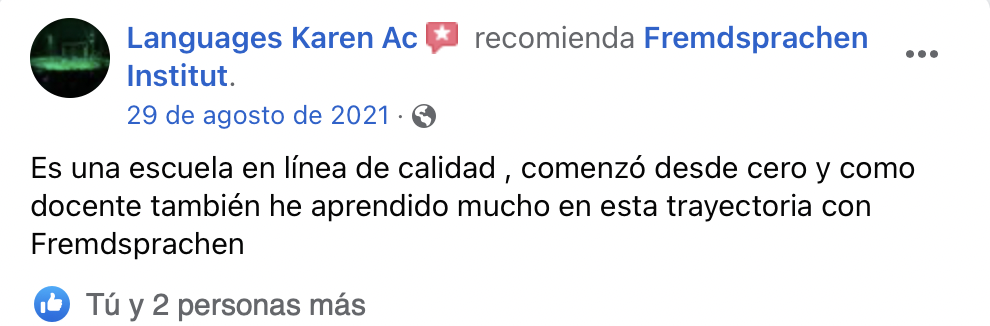 Languages Karen Ac recomienda Fremdsprachen
Institut.
29 de agosto de 2021 ·
Es una escuela en línea de calidad , comenzó desde cero y como
docente también he aprendido mucho en esta trayectoria con
Fremdsprachen
Tú y 2 personas más